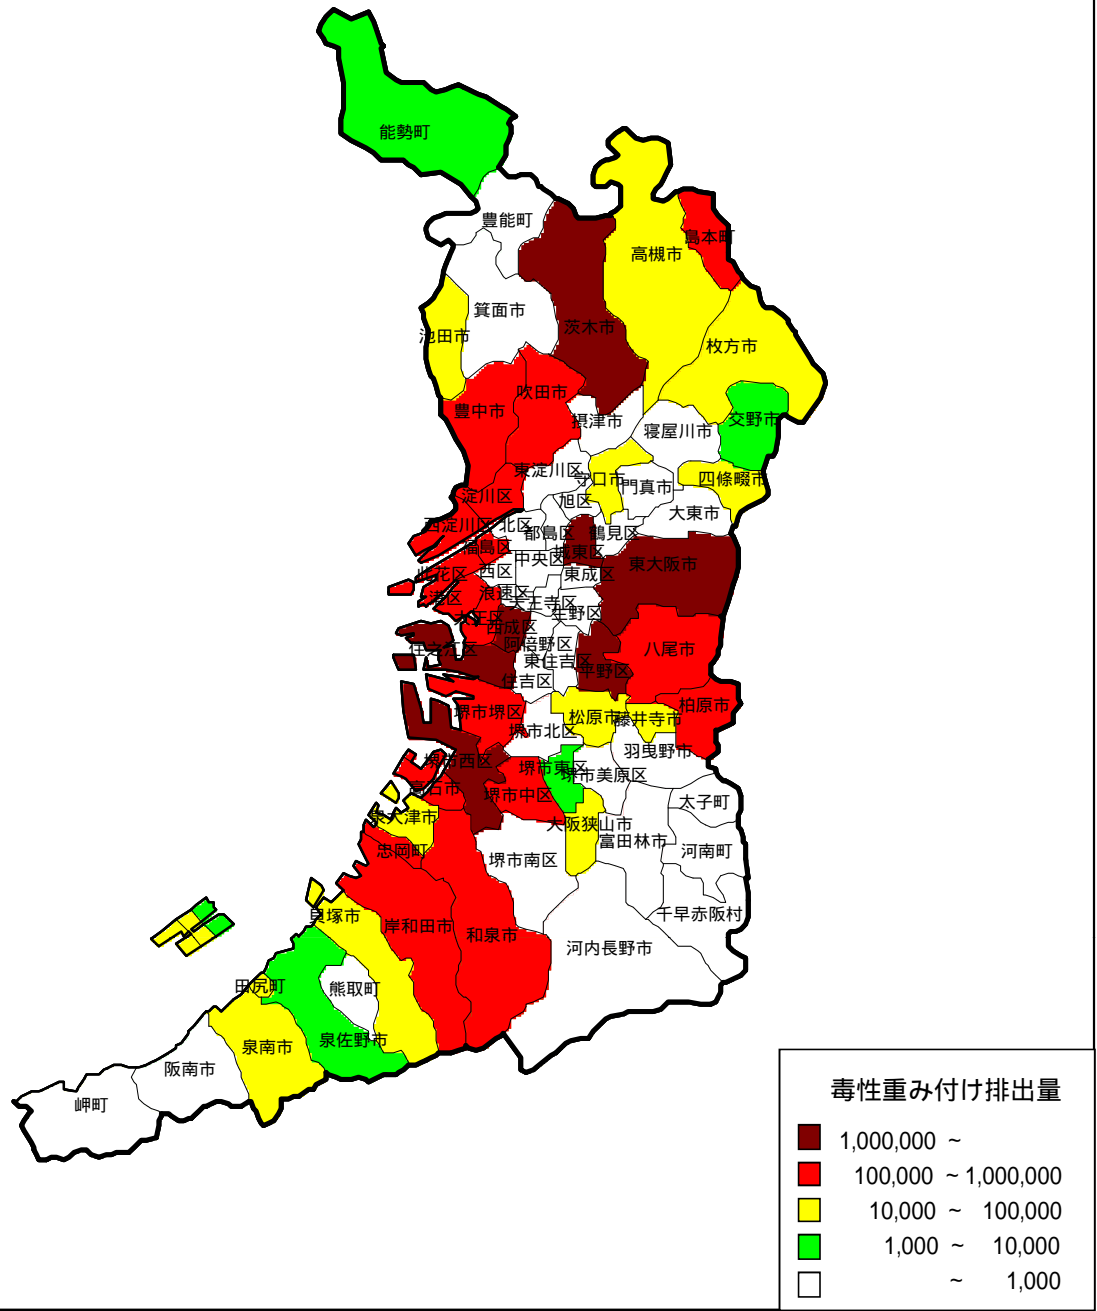 能勢町
豊能町
島本町
高槻市
箕面市
茨木市
池田市
枚方市
吹田市
豊中市
摂津市
交野市
寝屋川市
東淀川区
守口市
四條畷市
門真市
淀川区
旭区
大東市
西淀川区
北区
都島区
鶴見区
福島区
城東区
中央区
東大阪市
此花区
西区
東成区
港区
浪速区
天王寺区
生野区
大正区
西成区
阿倍野区
住之江区
八尾市
東住吉区
平野区
住吉区
柏原市
堺市堺区
松原市
藤井寺市
堺市北区
羽曳野市
堺市西区
堺市東区
堺市美原区
高石市
堺市中区
太子町
泉大津市
大阪狭山市
富田林市
忠岡町
河南町
堺市南区
貝塚市
千早赤阪村
岸和田市
和泉市
河内長野市
田尻町
熊取町
泉佐野市
泉南市
阪南市
岬町
毒性重み付け排出量
1,000,000 ~
100,000 ~ 1,000,000
10,000 ~ 100,000
1,000 ~ 10,000
~ 1,000